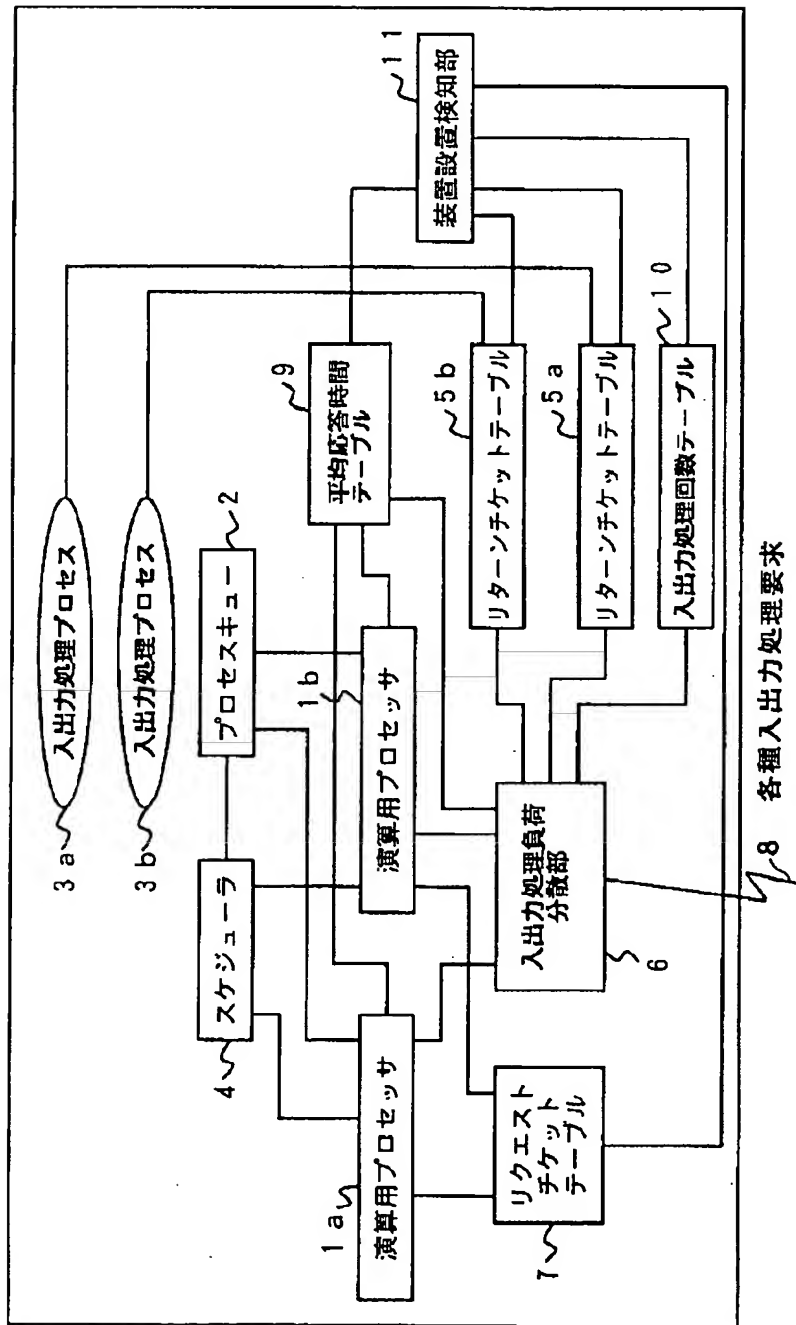 入出力処理プロセス
3a
入出力処理プロセス
3b
スケジューラ
4
プロセスキュー
2
平均応答時間
テーブル
9
装置設置検知部
11
演算用プロセッサ
1a
演算用プロセッサ
1b
リターンチケットテーブル
5b
リターンチケットテーブル
5a
入出力処理回数テーブル
10
リクエスト
チケット
テーブル
7
入出力処理負荷
分散部
6
8 各種入出力処理要求